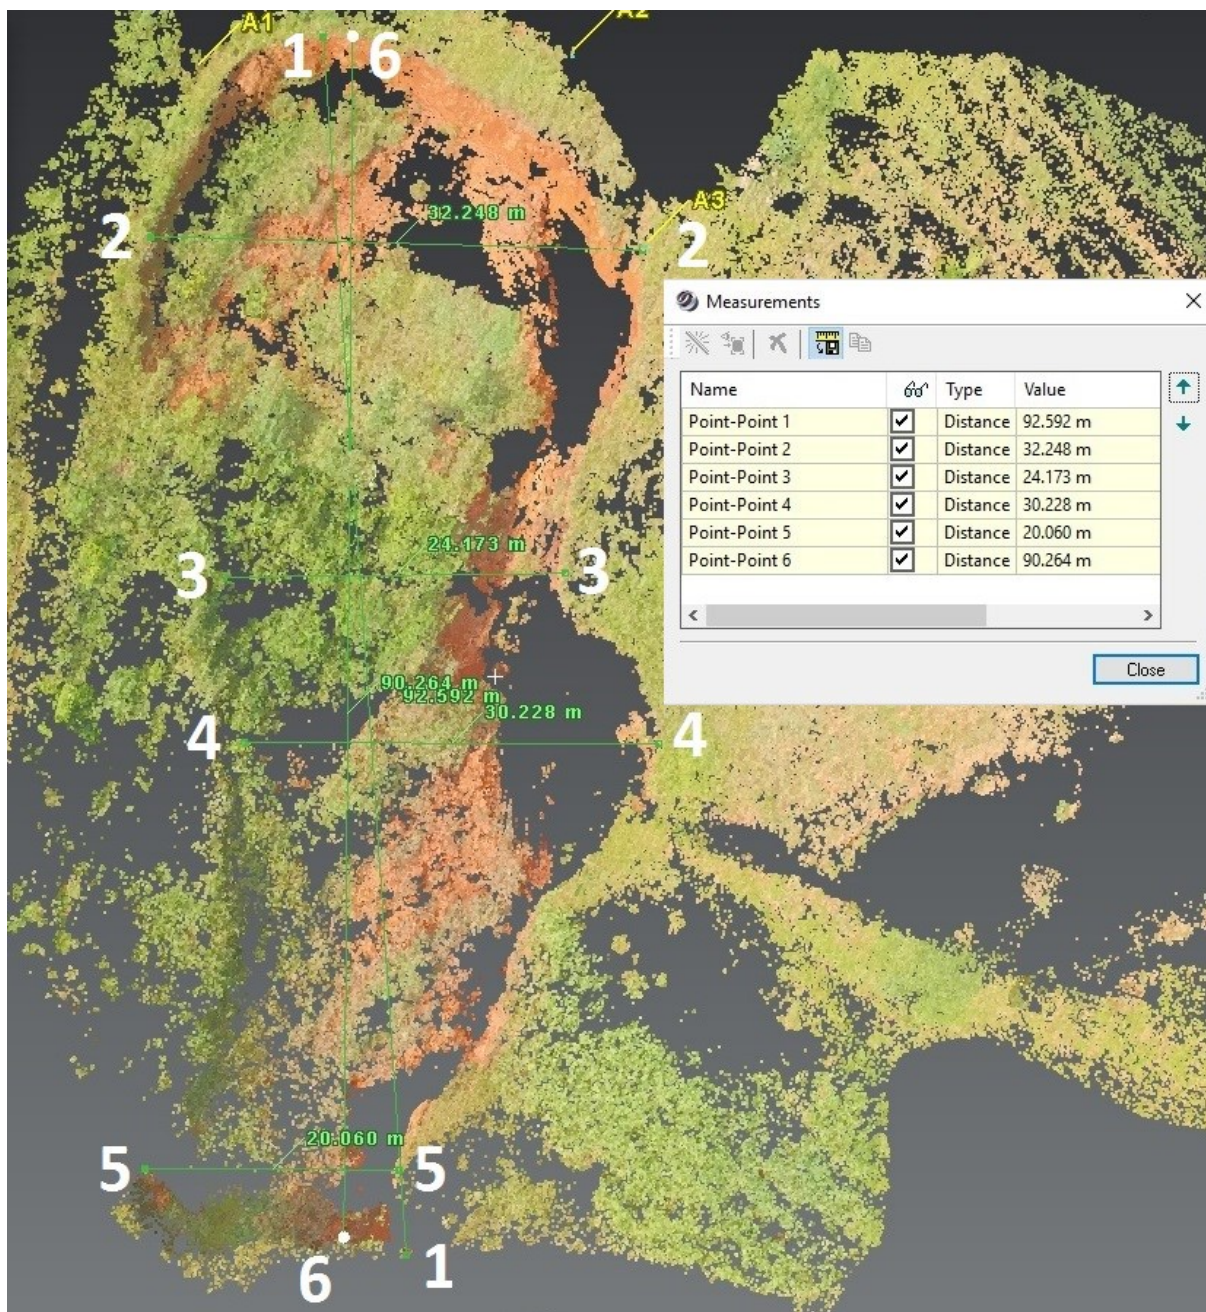 A1
A2
1
6
2
32.248 m
A3
2
Measurements
Name
Type
Value
Point-Point 1
Distance
92.592 m
Point-Point 2
Distance
32.248 m
Point-Point 3
Distance
24.173 m
Point-Point 4
Distance
30.228 m
Point-Point 5
Distance
20.060 m
Point-Point 6
Distance
90.264 m
Close
3
24.173 m
3
90.264 m
92.592 m
30.228 m
4
4
20.060 m
5
5
6
1